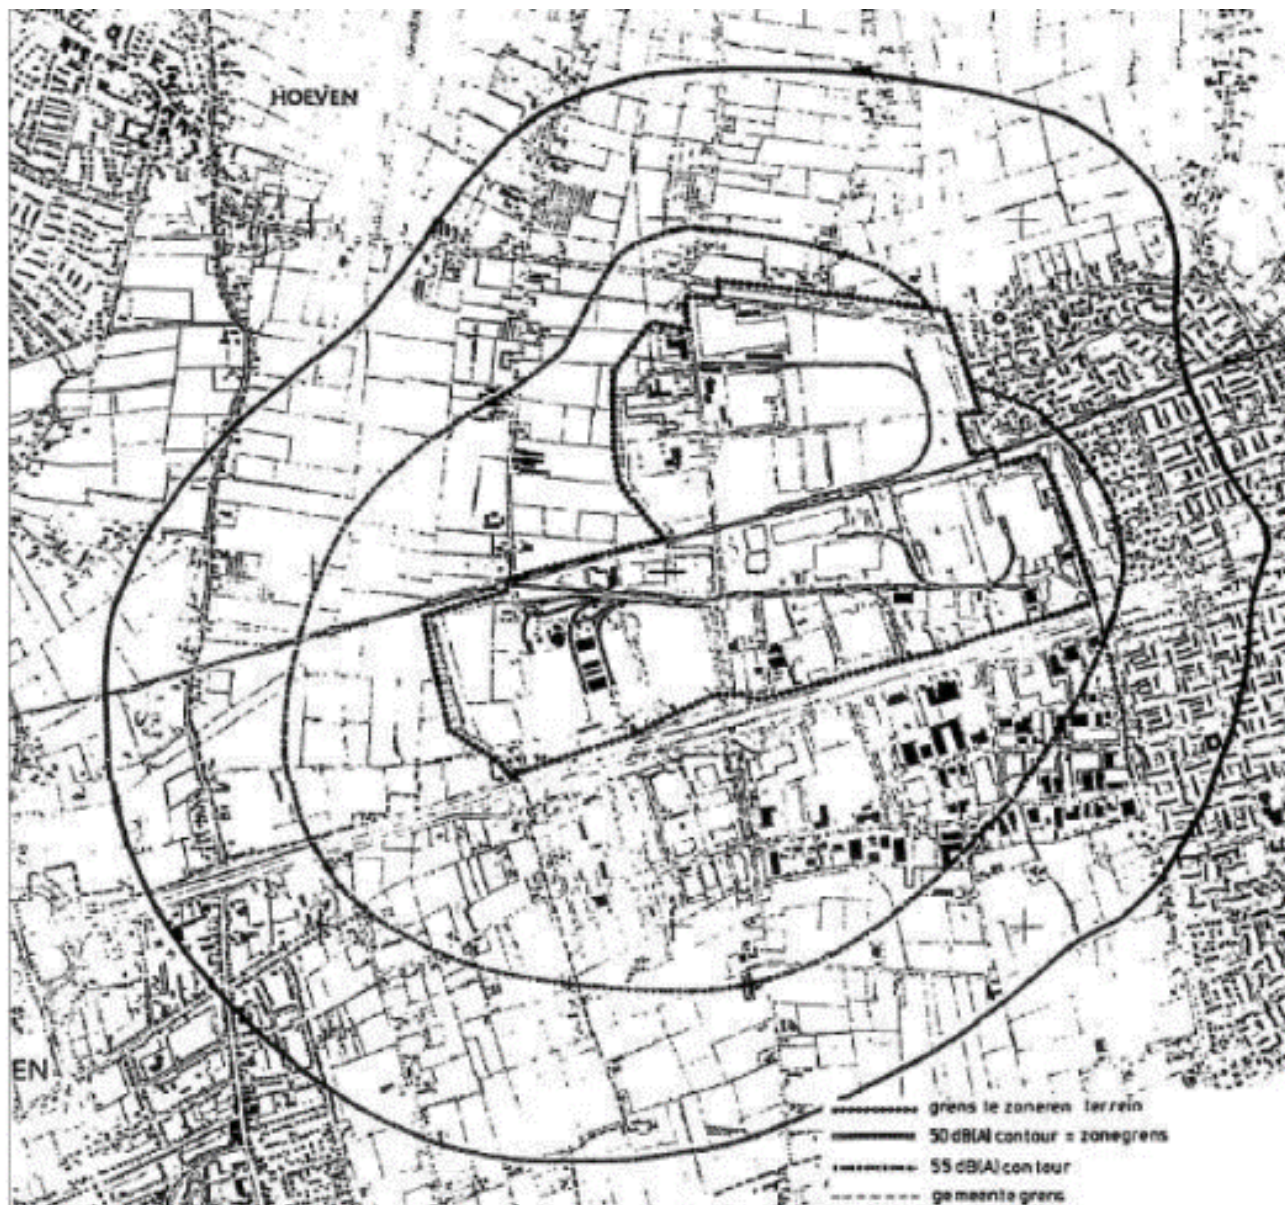 HOEVEN
EN
grens te zoneren terrein
50 dB(A) contour = zonegrens
55 dB(A) contour
gemeente grens